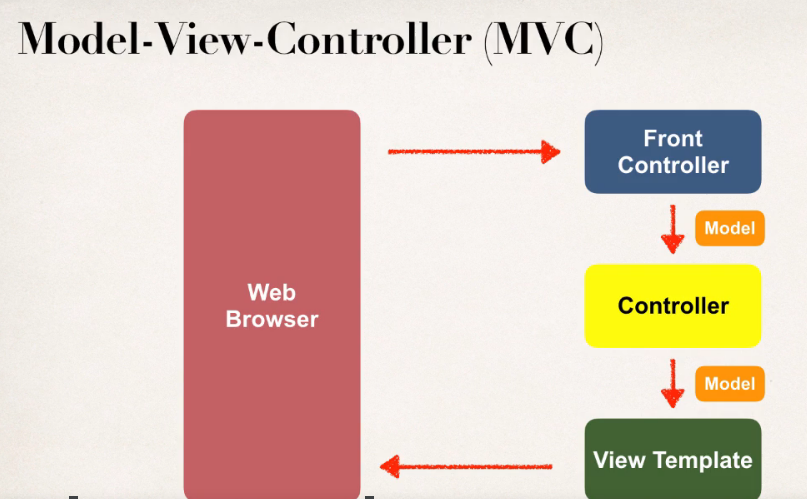 Model-View-Controller (MVC)
Front
Controller
Model
Web
Browser
Controller
Model
View Template